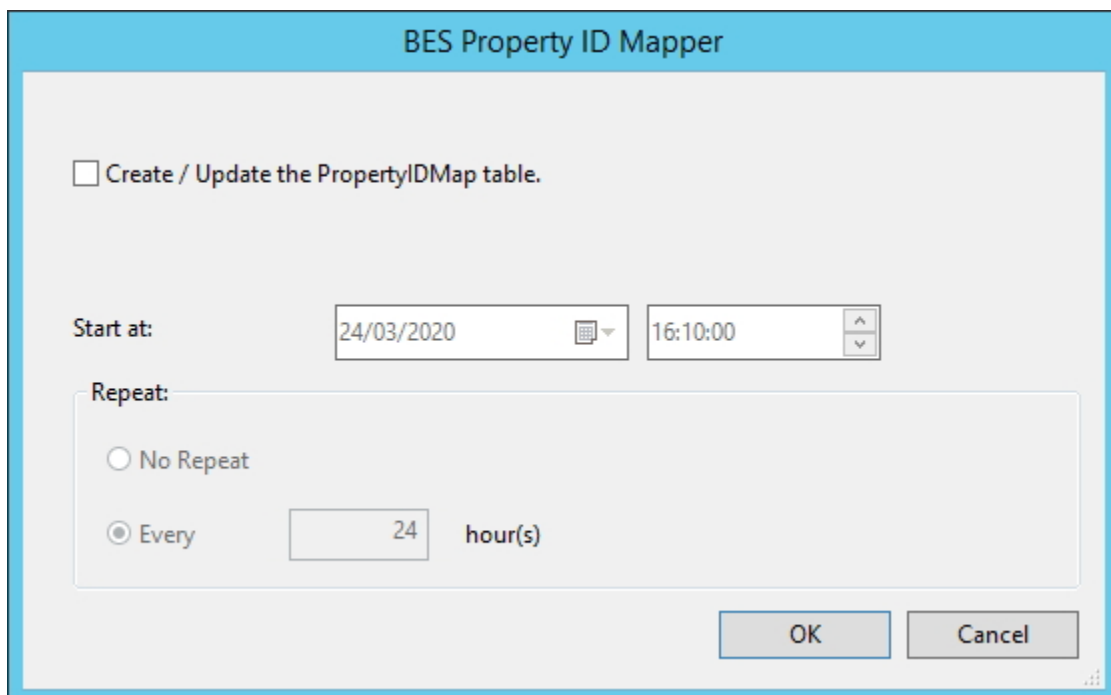 BES Property ID Mapper
Create / Update the PropertyIDMap table.
Start at: 24/03/2020 16:10:00
Repeat:
No Repeat
Every 24 hour(s)
OK Cancel